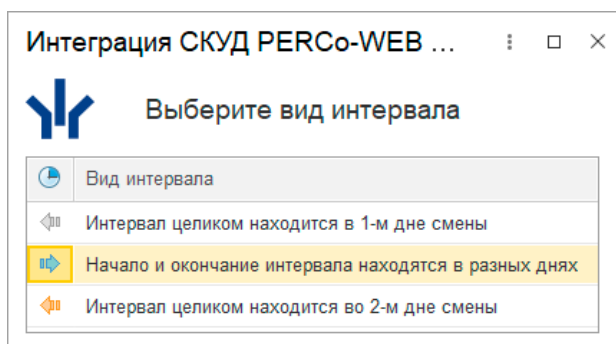 Интеграция СКУД PERCo-WEB ...
Выберите вид интервала
Вид интервала
Интервал целиком находится в 1-м дне смены
Начало и окончание интервала находятся в разных днях
Интервал целиком находится во 2-м дне смены